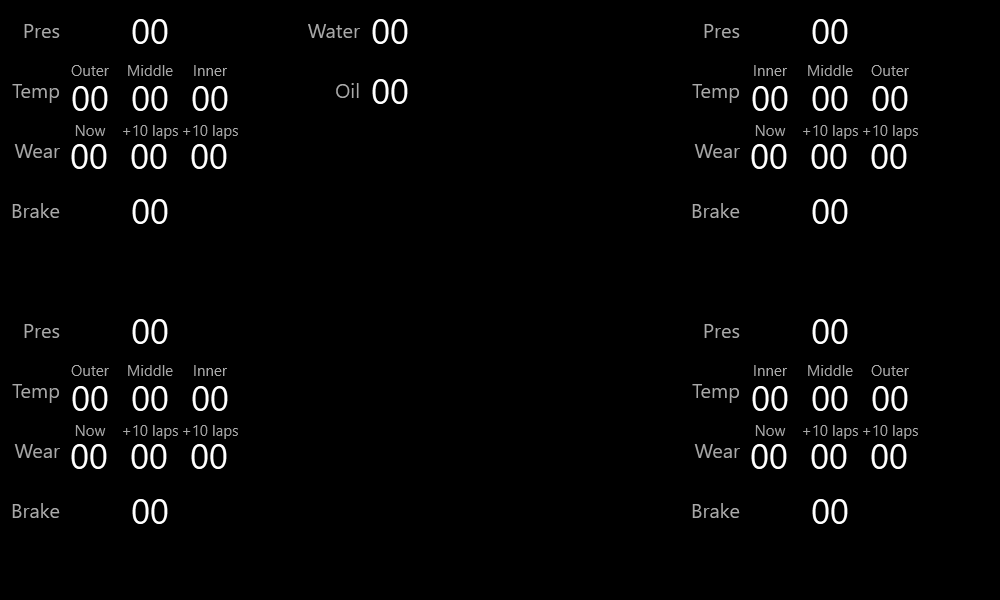 Pres 00 Water 00 Pres 00
Outer Middle Inner Inner Middle Outer
Temp 00 00 00 Oil 00 Temp 00 00 00
Now +10 laps +10 laps Now +10 laps +10 laps
Wear 00 00 00 Wear 00 00 00
Brake 00 Brake 00
Pres 00 Pres 00
Outer Middle Inner Inner Middle Outer
Temp 00 00 00 Temp 00 00 00
Now +10 laps +10 laps Now +10 laps +10 laps
Wear 00 00 00 Wear 00 00 00
Brake 00 Brake 00